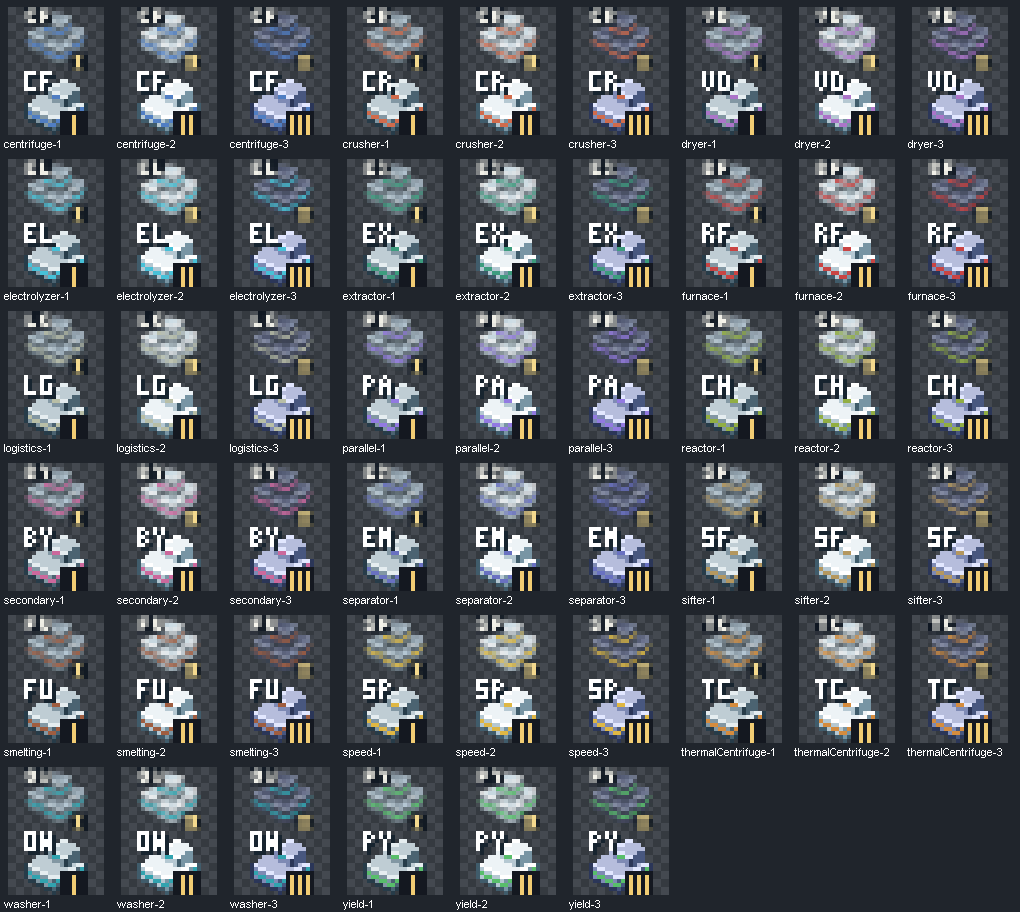 CF CF CF CR CR CR VD VD VD
centrifuge-1 centrifuge-2 centrifuge-3 crusher-1 crusher-2 crusher-3 dryer-1 dryer-2 dryer-3
EL EL EL EX EX EX RF RF RF
electrolyzer-1 electrolyzer-2 electrolyzer-3 extractor-1 extractor-2 extractor-3 furnace-1 furnace-2 furnace-3
LG LG LG PA PA PA CH CH CH
logistics-1 logistics-2 logistics-3 parallel-1 parallel-2 parallel-3 reactor-1 reactor-2 reactor-3
BY BY BY EM EM EM SF SF SF
secondary-1 secondary-2 secondary-3 separator-1 separator-2 separator-3 sifter-1 sifter-2 sifter-3
FU FU FU SP SP SP TC TC TC
smelting-1 smelting-2 smelting-3 speed-1 speed-2 speed-3 thermalCentrifuge-1 thermalCentrifuge-2 thermalCentrifuge-3
OW OW OW PY PY PY
washer-1 washer-2 washer-3 yield-1 yield-2 yield-3